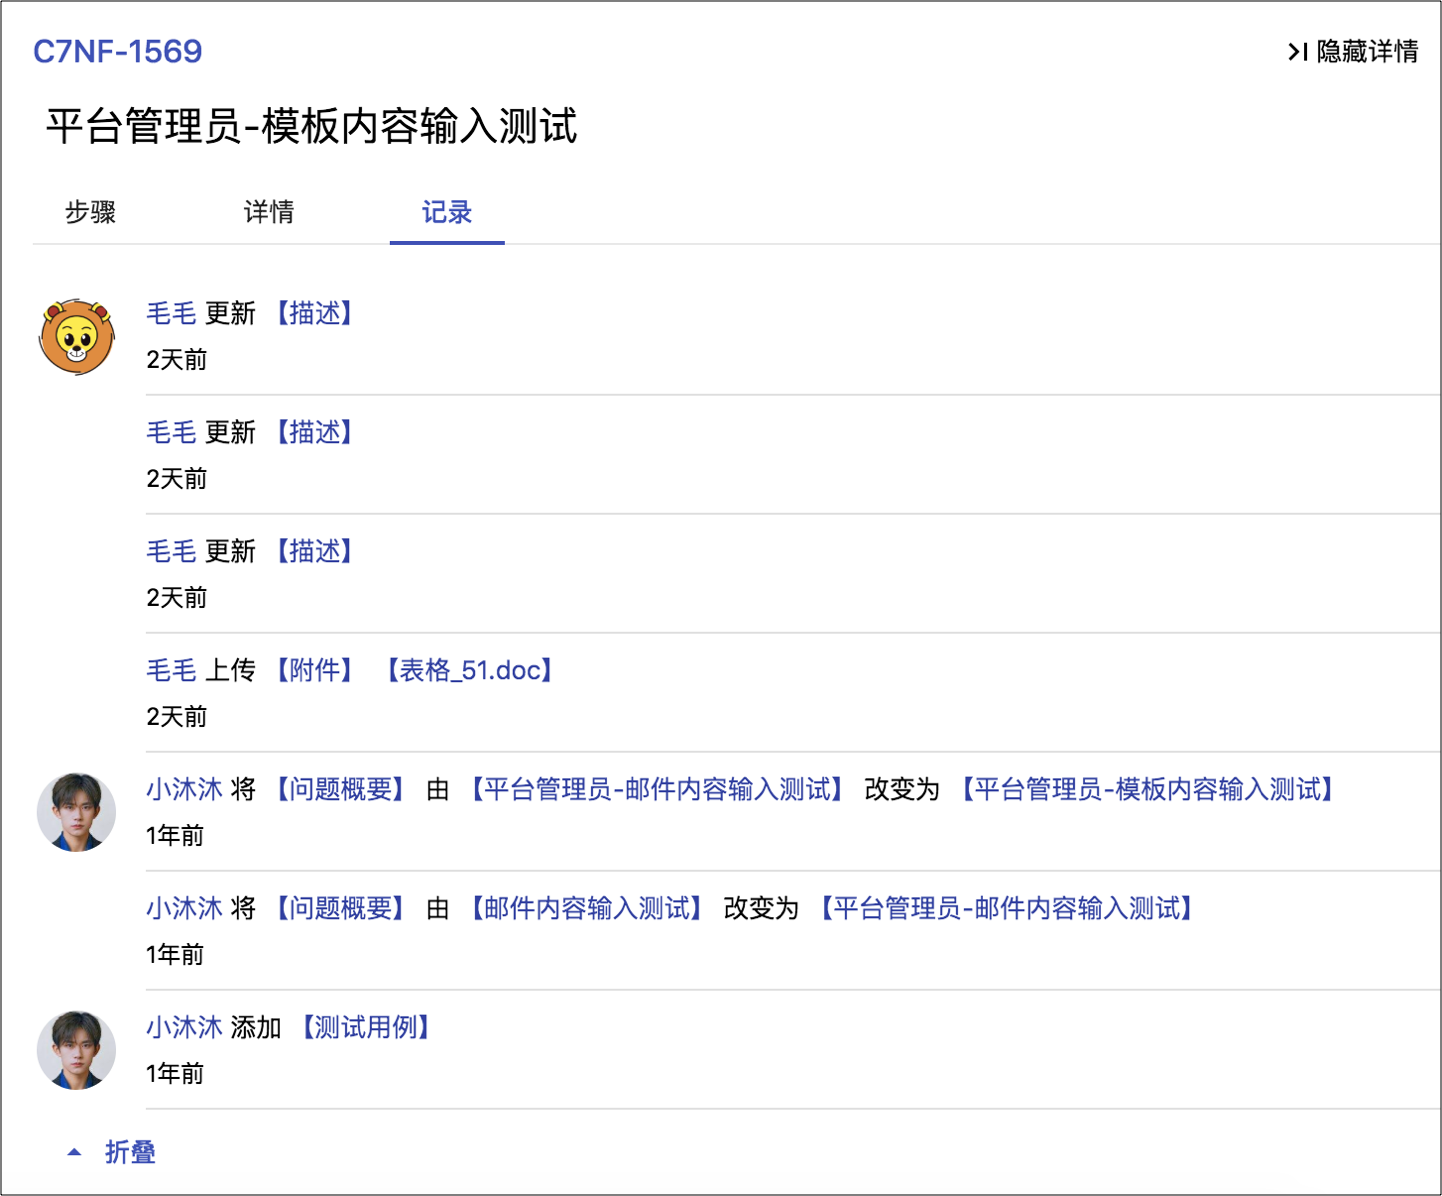 C7NF-1569
隐藏详情
平台管理员-模板内容输入测试
步骤 详情 记录
毛毛 更新 【描述】
2天前
毛毛 更新 【描述】
2天前
毛毛 更新 【描述】
2天前
毛毛 上传 【附件】 【表格_51.doc】
2天前
小沐沐 将 【问题概要】 由 【平台管理员-邮件内容输入测试】 改变为 【平台管理员-模板内容输入测试】
1年前
小沐沐 将 【问题概要】 由 【邮件内容输入测试】 改变为 【平台管理员-邮件内容输入测试】
1年前
小沐沐 添加 【测试用例】
1年前
折叠